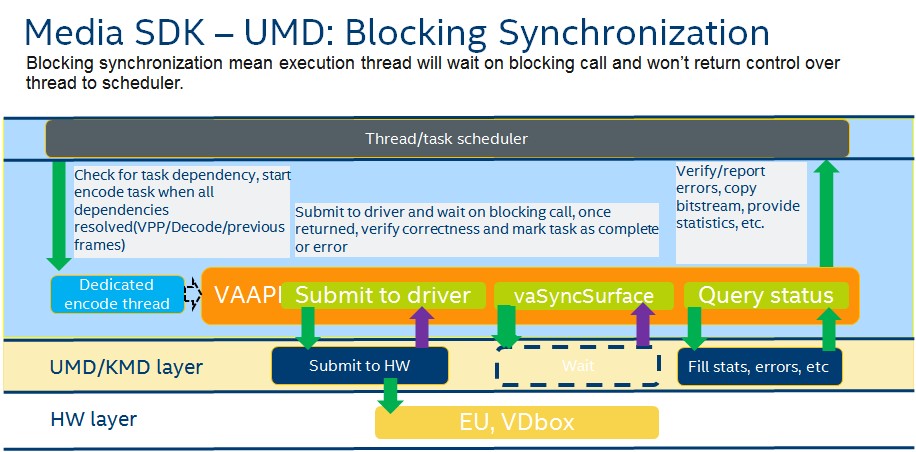 Media SDK – UMD: Blocking Synchronization
Blocking synchronization mean execution thread will wait on blocking call and won't return control over
thread to scheduler.
Thread/task scheduler
Check for task dependency, start
encode task when all
dependencies
resolved(VPP/Decode/previous
frames)
Submit to driver and wait on blocking call, once
returned, verify correctness and mark task as complete
or error
Verify/report
errors, copy
bitstream, provide
statistics, etc.
Dedicated
encode thread
VAAPI
Submit to driver
vaSyncSurface
Query status
UMD/KMD layer
Submit to HW
Wait
Fill stats, errors, etc
HW layer
EU, VDbox